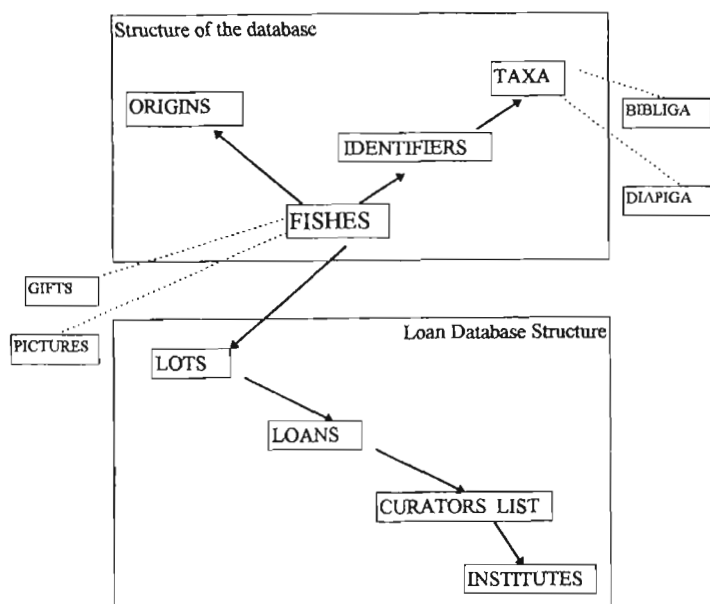 Structure of the database
TAXA
ORIGINS
BIBLIGA
IDENTIFIERS
DIAPIGA
FISHES
GIFTS
PICTURES
Loan Database Structure
LOTS
LOANS
CURATORS LIST
INSTITUTES